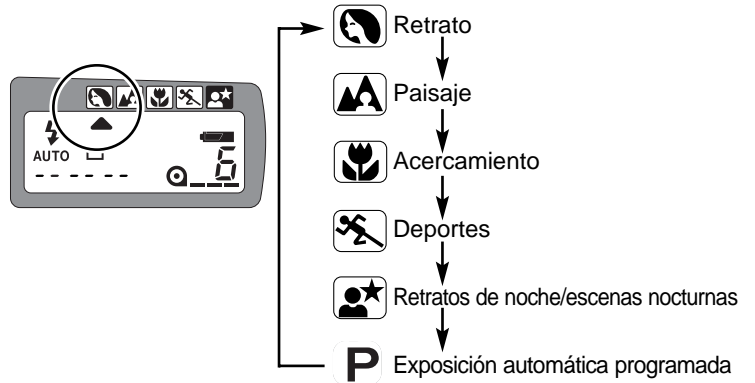 Retrato
Paisaje
AUTO
6
Acercamiento
Deportes
Retratos de noche/escenas nocturnas
P Exposición automática programada